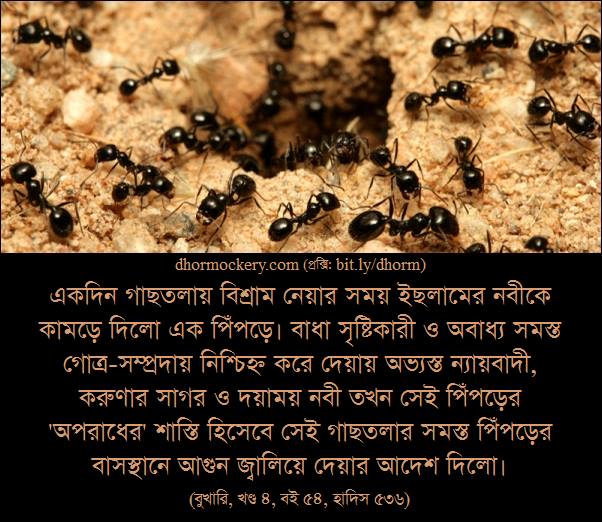 dhormockery.com (প্রক্সি: bit.ly/dhorm)
একদিন গাছতলায় বিশ্রাম নেয়ার সময় ইছলামের নবীকে
কামড়ে দিলো এক পিঁপড়ে। বাধা সৃষ্টিকারী ও অবাধ্য সমস্ত
গোত্র-সম্প্রদায় নিশ্চিহ্ন করে দেয়ায় অভ্যস্ত ন্যায়বাদী,
করুণার সাগর ও দয়াময় নবী তখন সেই পিঁপড়ের
'অপরাধের' শাস্তি হিসেবে সেই গাছতলার সমস্ত পিঁপড়ের
বাসস্থানে আগুন জ্বালিয়ে দেয়ার আদেশ দিলো।
(বুখারি, খণ্ড ৪, বই ৫৪, হাদিস ৫৩৬)